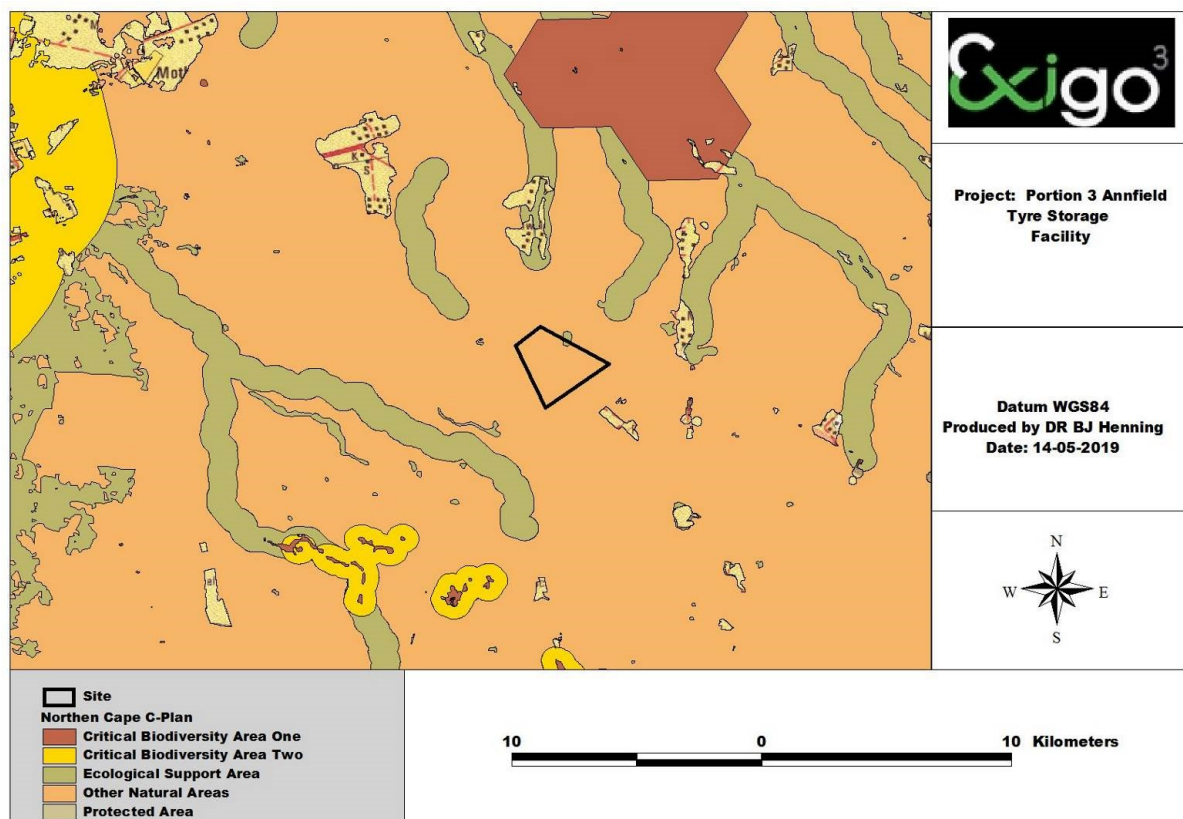 Moth
Exigo3
Project: Portion 3 Annfield
Tyre Storage
Facility
Datum WGS84
Produced by DR BJ Henning
Date: 14-05-2019
N
W E
S
Site
Northen Cape C-Plan
Critical Biodiversity Area One
Critical Biodiversity Area Two
Ecological Support Area
Other Natural Areas
Protected Area
10 0 10 Kilometers